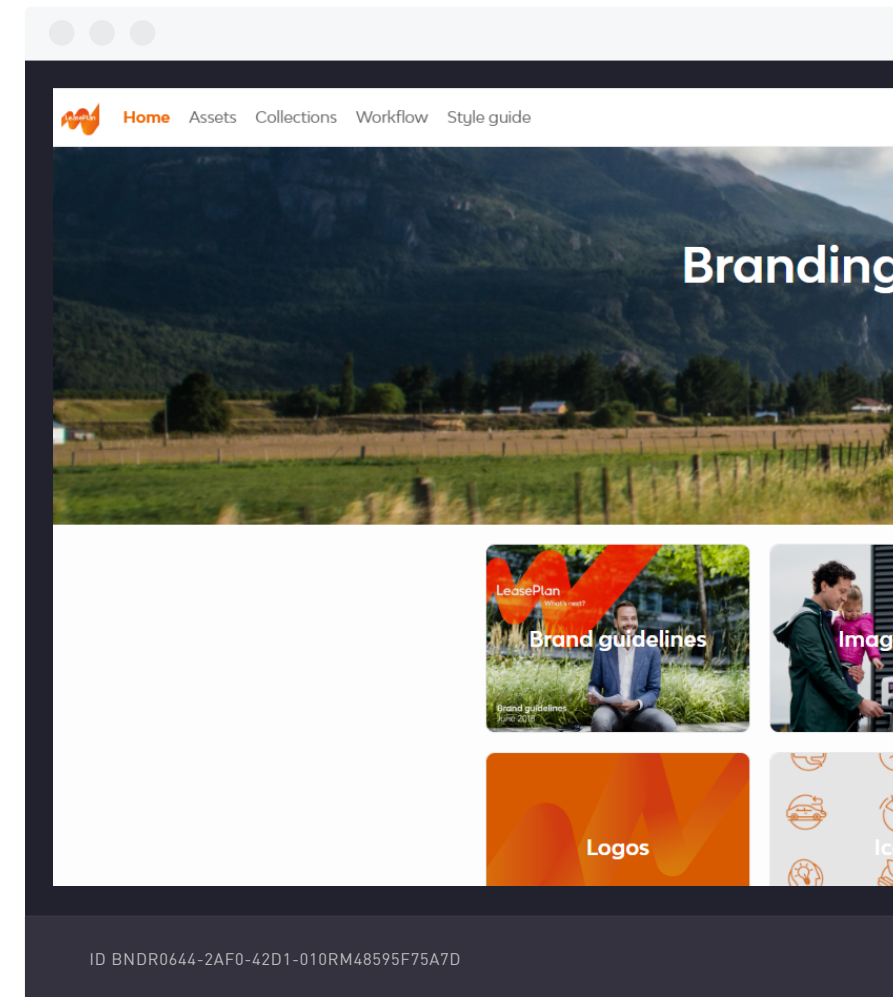 LeasePlan
Home Assets Collections Workflow Style guide
Branding
LeasePlan
What's next?
Brand guidelines
Imag
Brand guidelines
June 2018
Logos
Ic
ID BNDR0644-2AF0-42D1-010RM48595F75A7D